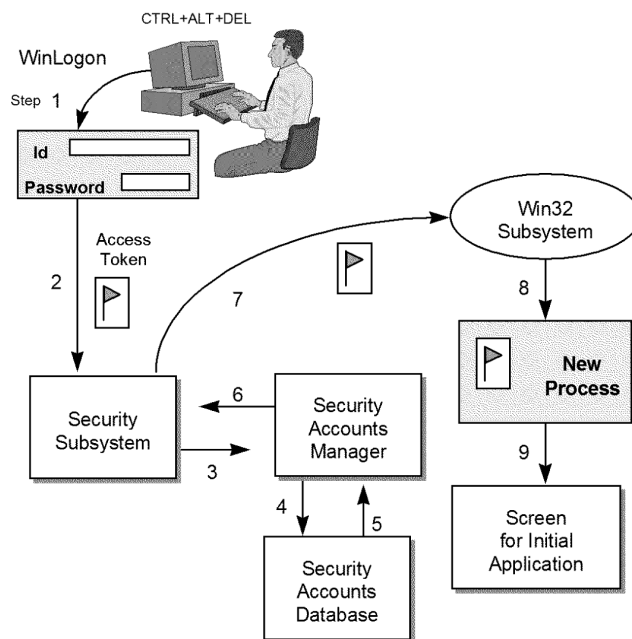 CTRL+ALT+DEL
WinLogon
Step 1
Id
Password
Access
Token
2
7
Win32
Subsystem
8
New
Process
Security
Subsystem
6
3
Security
Accounts
Manager
9
4
5
Screen
for Initial
Application
Security
Accounts
Database